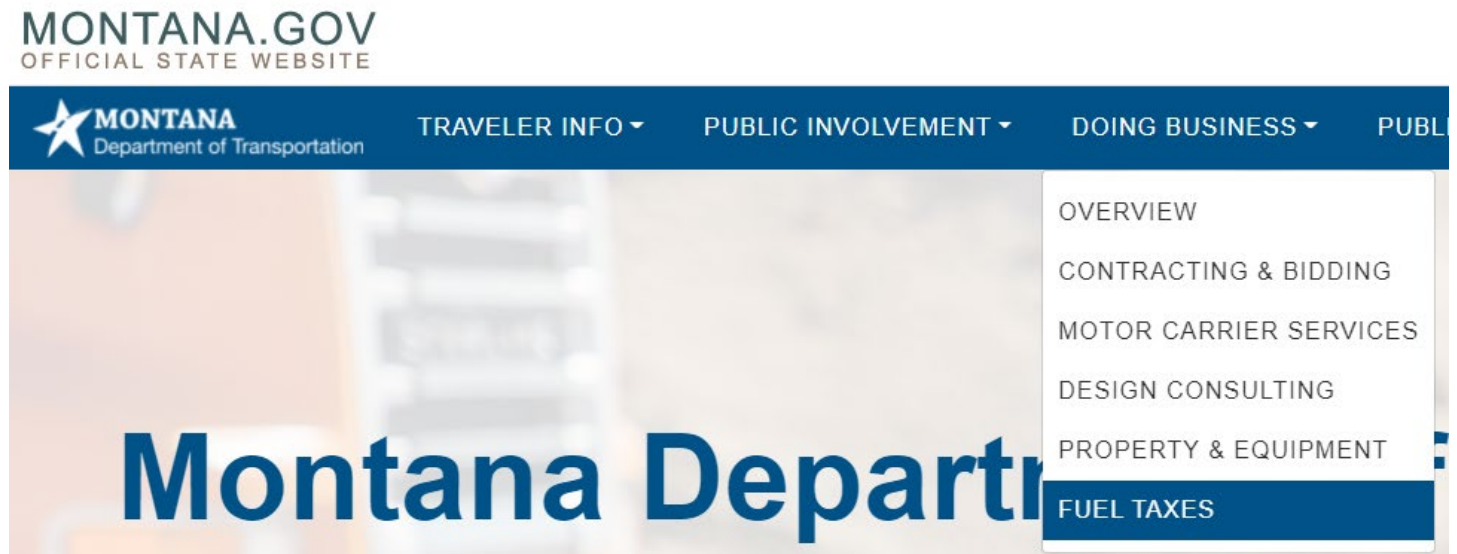 MONTANA.GOV
OFFICIAL STATE WEBSITE
MONTANA
Department of Transportation
TRAVELER INFO
PUBLIC INVOLVEMENT
DOING BUSINESS
OVERVIEW
CONTRACTING & BIDDING
MOTOR CARRIER SERVICES
DESIGN CONSULTING
PROPERTY & EQUIPMENT
FUEL TAXES
Montana